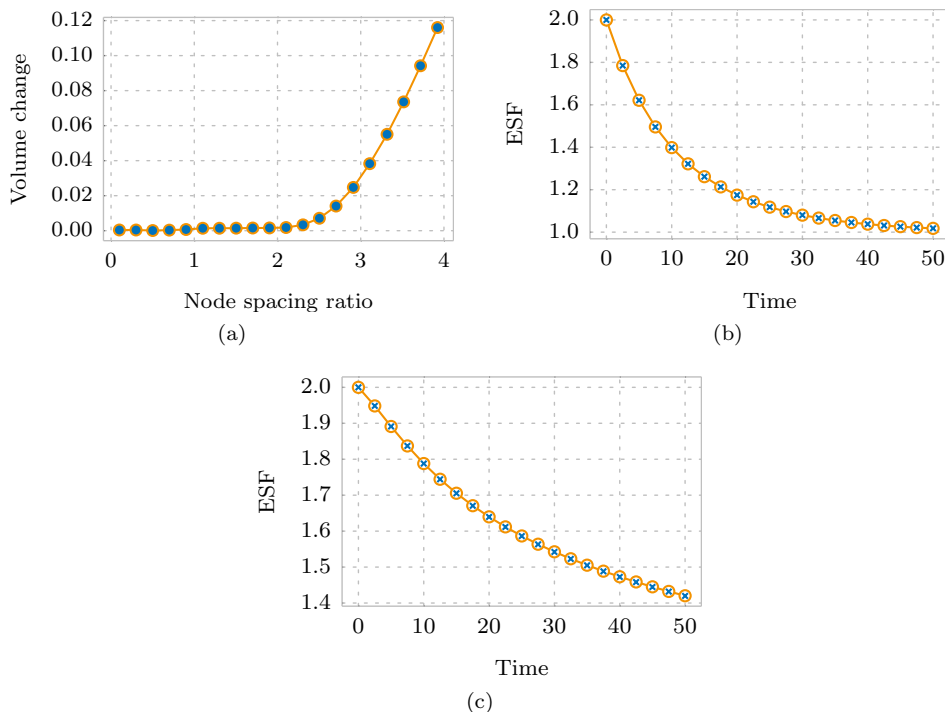 0.12
0.10
0.08
0.06
0.04
0.02
0.00
Volume change
0 1 2 3 4
Node spacing ratio
(a)
2.0
1.8
1.6
1.4
1.2
1.0
ESF
0 10 20 30 40 50
Time
(b)
2.0
1.9
1.8
1.7
1.6
1.5
1.4
ESF
0 10 20 30 40 50
Time
(c)